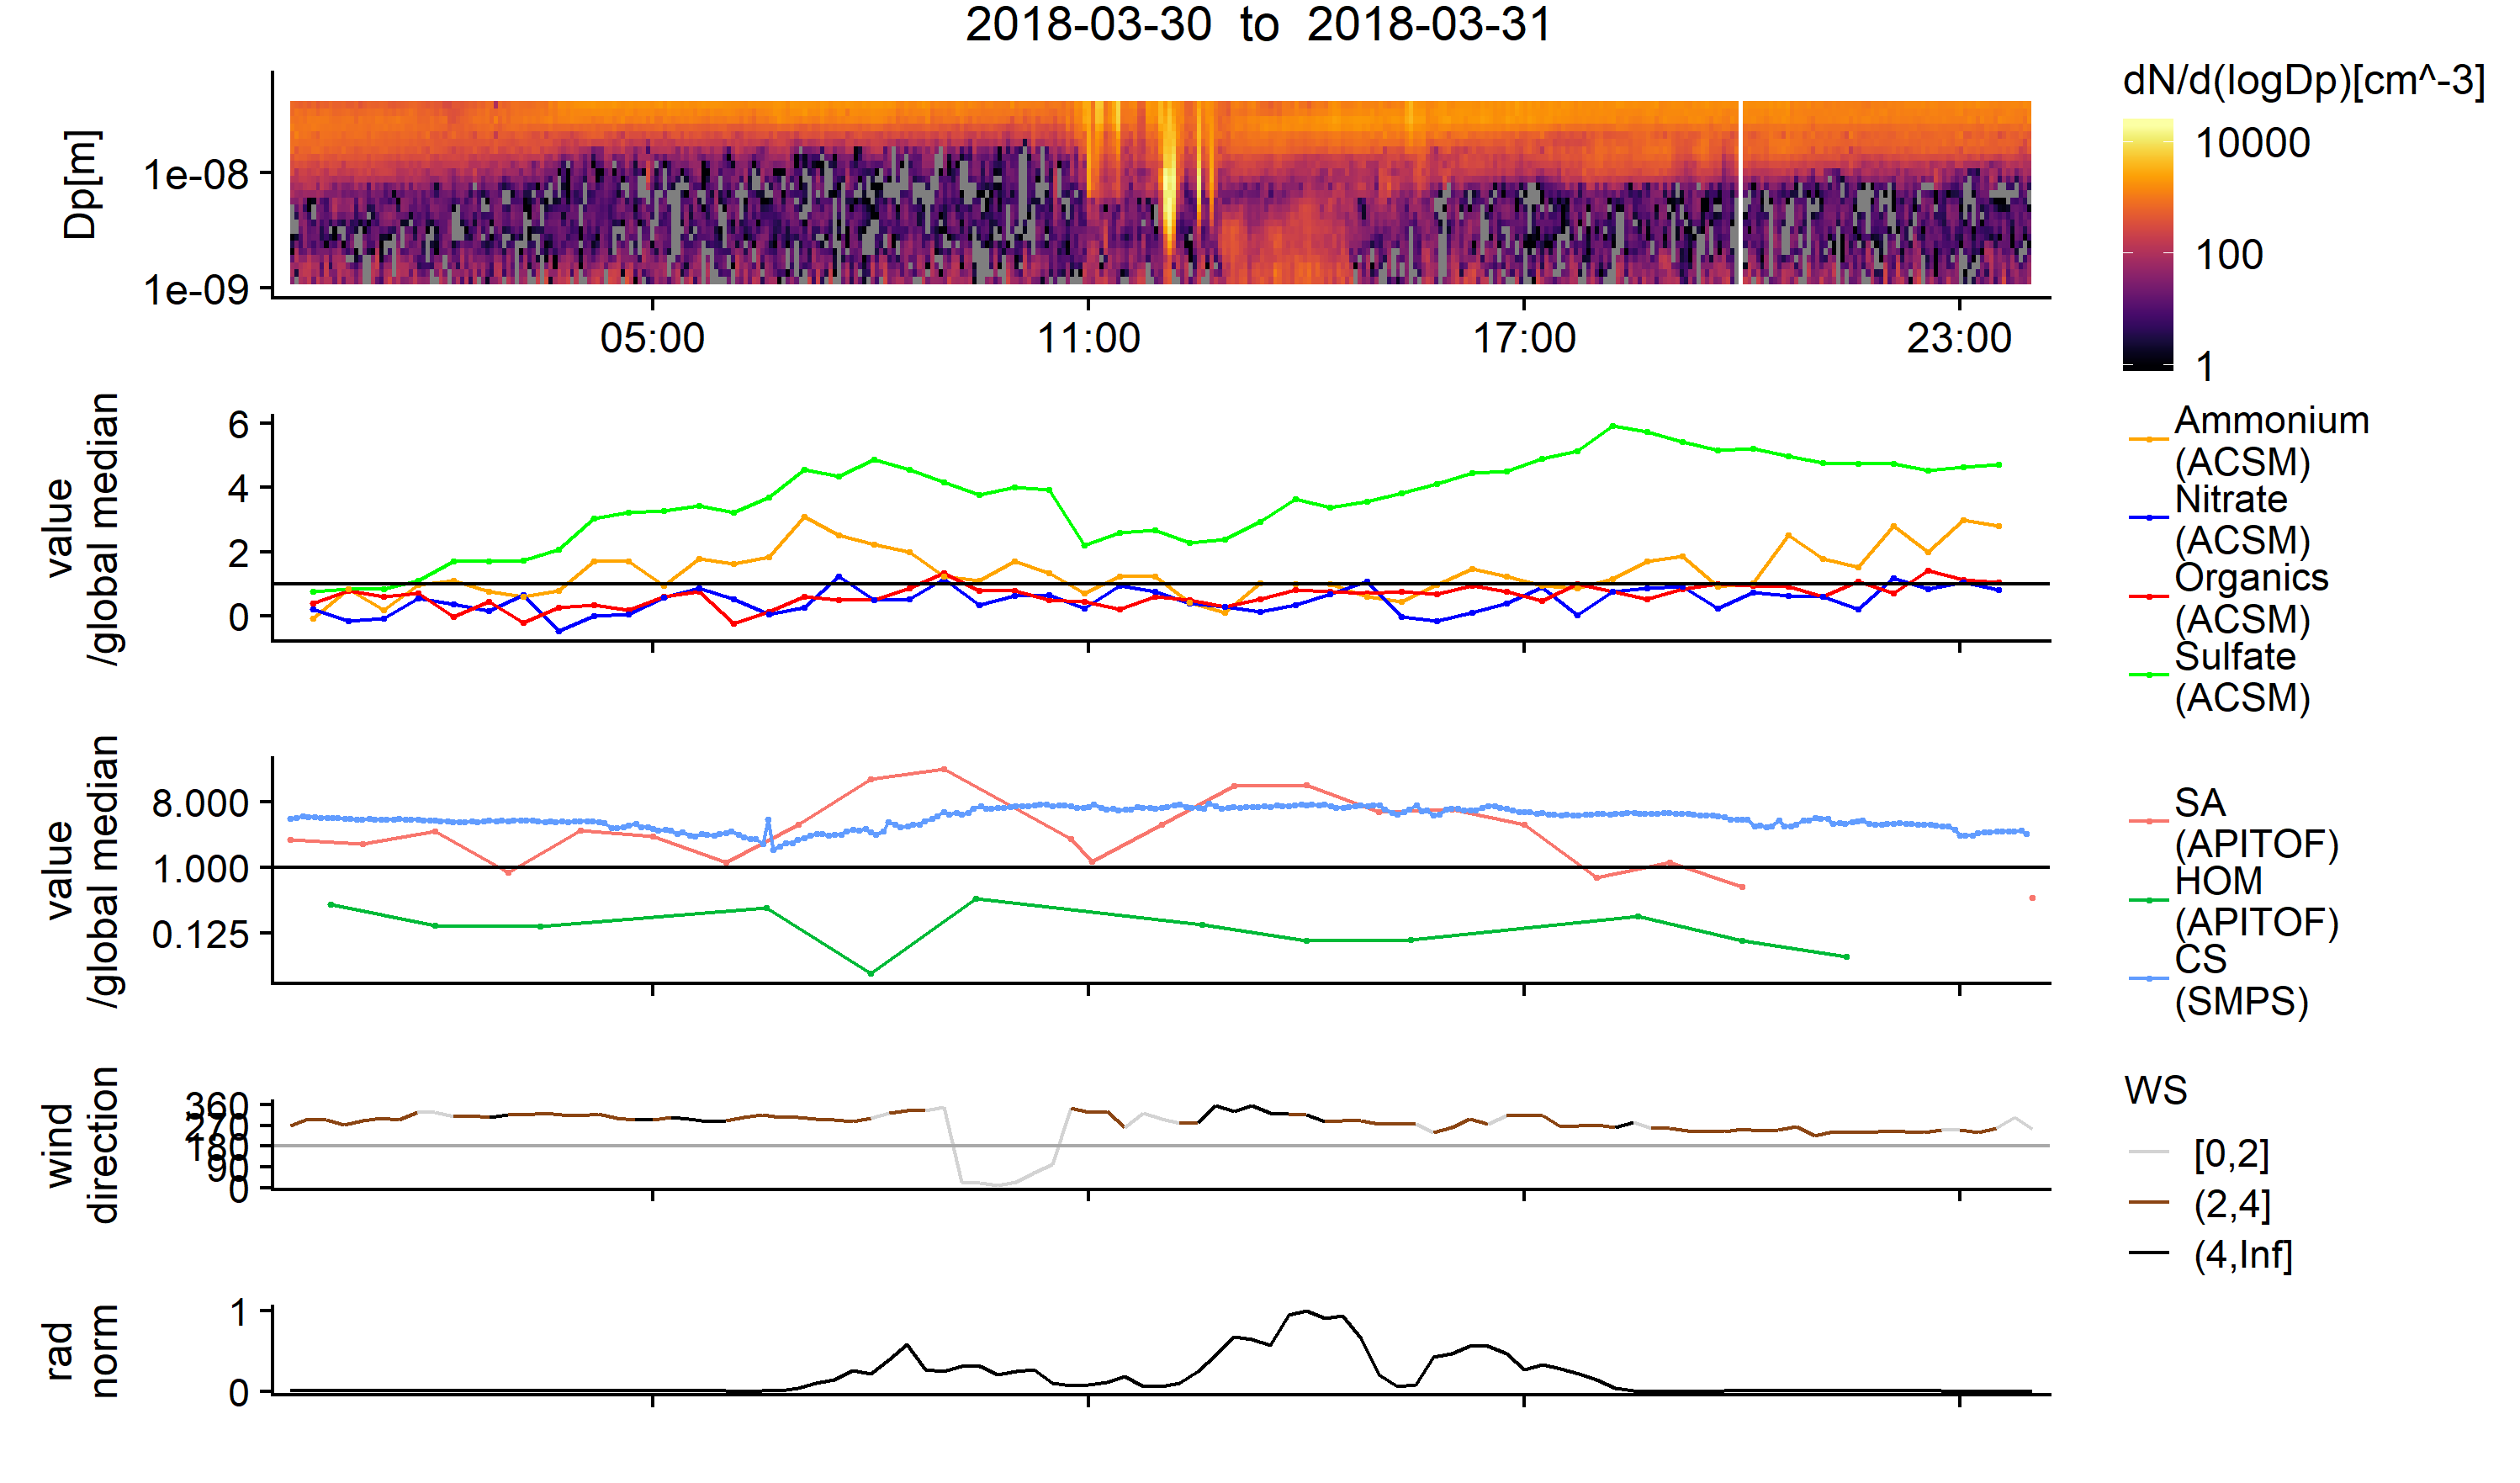 2018-03-30 to 2018-03-31
Dp[m]
1e-08
1e-09
05:00
11:00
17:00
23:00
dN/d(logDp)[cm^-3]
10000
100
1
value
/global median
6
4
2
0
Ammonium
(ACSM)
Nitrate
(ACSM)
Organics
(ACSM)
Sulfate
(ACSM)
value
/global median
8.000
1.000
0.125
SA
(APITOF)
HOM
(APITOF)
CS
(SMPS)
wind
direction
360
270
180
90
0
WS
[0,2]
(2,4]
(4,Inf]
rad
norm
1
0